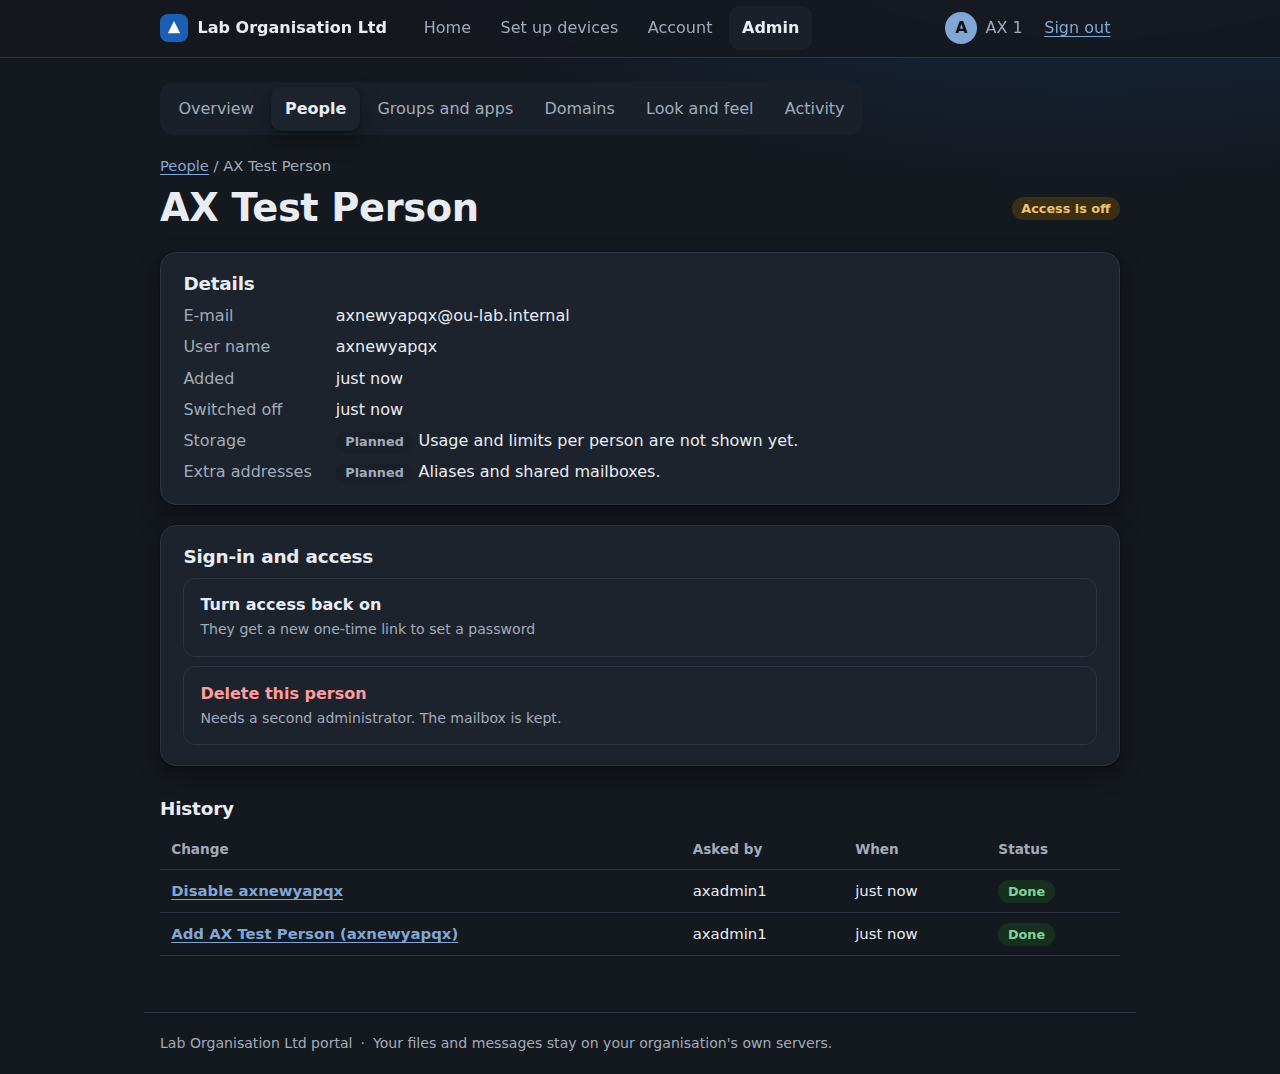 Lab Organisation Ltd Home Set up devices Account Admin A AX 1 Sign out
Overview People Groups and apps Domains Look and feel Activity
People / AX Test Person
AX Test Person Access is off
Details
E-mail axnewyapqx@ou-lab.internal
User name axnewyapqx
Added just now
Switched off just now
Storage Planned Usage and limits per person are not shown yet.
Extra addresses Planned Aliases and shared mailboxes.
Sign-in and access
Turn access back on
They get a new one-time link to set a password
Delete this person
Needs a second administrator. The mailbox is kept.
History
Change Asked by When Status
Disable axnewyapqx axadmin1 just now Done
Add AX Test Person (axnewyapqx) axadmin1 just now Done
Lab Organisation Ltd portal · Your files and messages stay on your organisation's own servers.